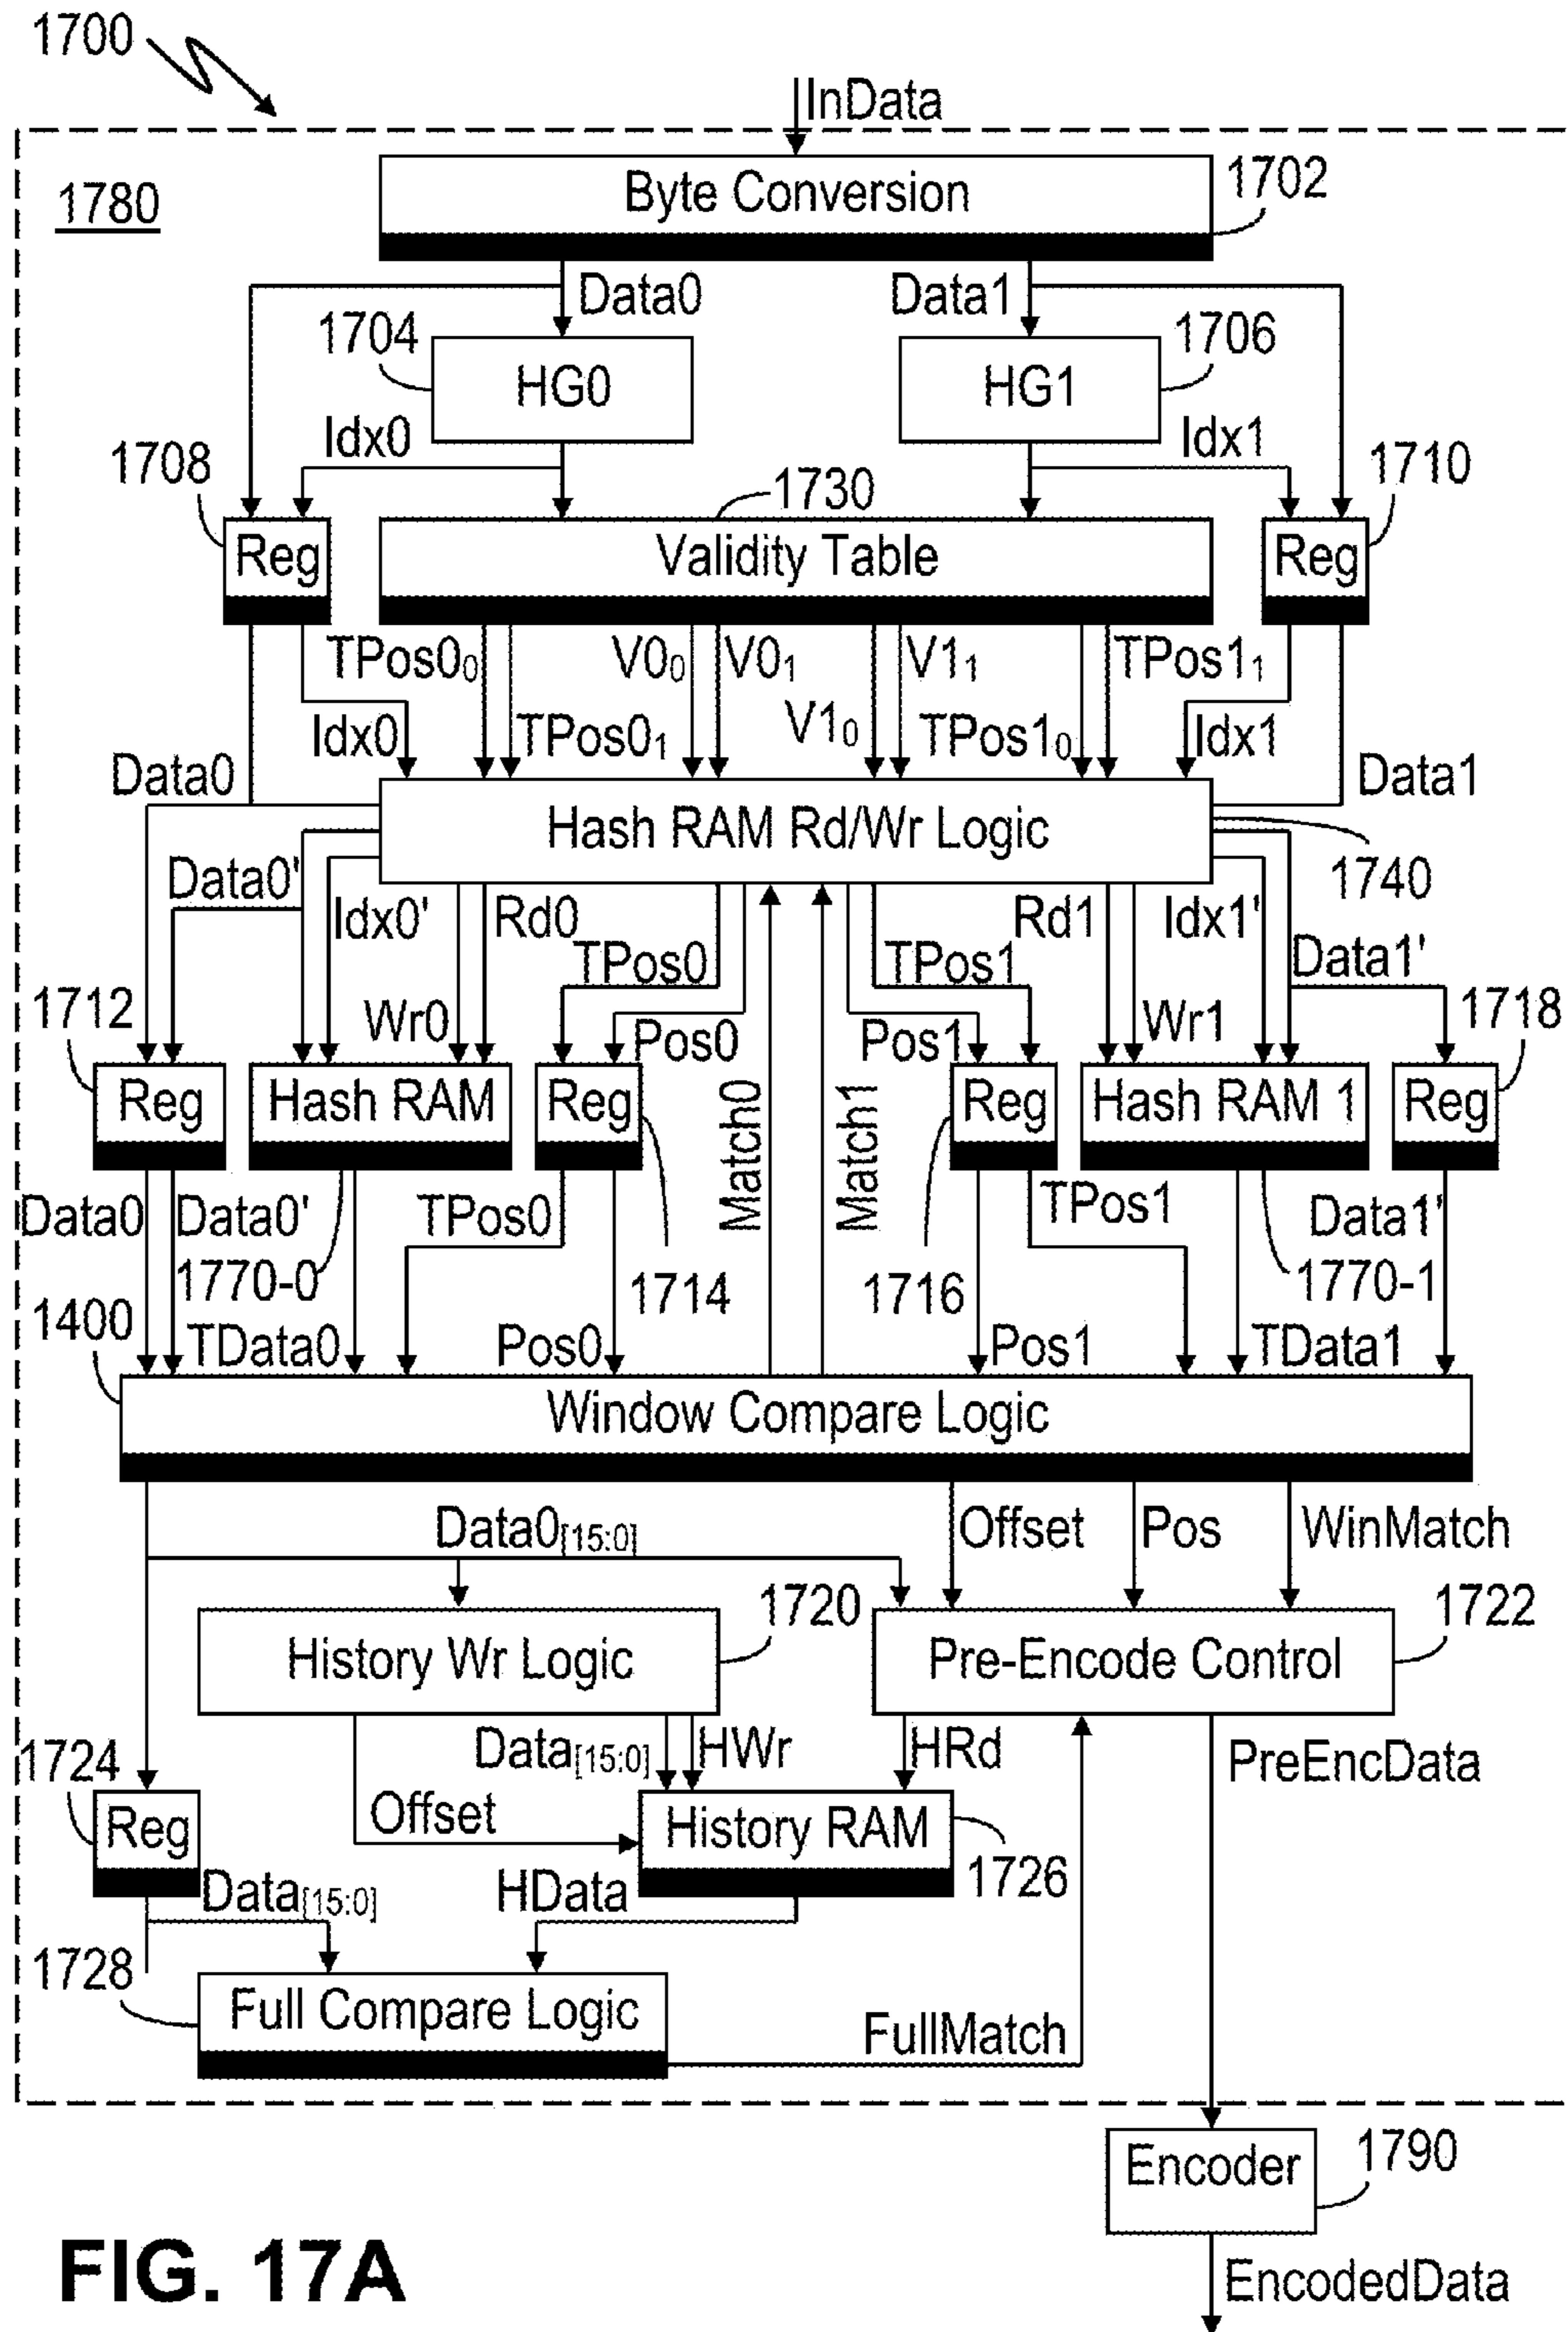 1700
InData
1780
Byte Conversion
1702
Data0
Data1
1704
HG0
HG1
1706
Idx0
Idx1
1708
1730
1710
Reg
Validity Table
Reg
TPos0₀
V0₀
V0₁
V1₁
TPos1₁
Idx0
TPos0₁
V1₀
TPos1₀
Idx1
Data0
Data1
Hash RAM Rd/Wr Logic
1740
Data0'
Idx0'
Rd0
TPos0
TPos1
Rd1
Idx1'
Data1'
1712
Wr0
Pos0
Pos1
Wr1
1718
Reg
Hash RAM
Reg
Match0
Match1
Reg
Hash RAM 1
Reg
Data0
Data0'
TPos0
TPos1
Data1'
1770-0
1714
1716
1770-1
1400
TData0
Pos0
Pos1
TData1
Window Compare Logic
Data0[15:0]
Offset
Pos
WinMatch
1720
1722
History Wr Logic
Pre-Encode Control
1724
Data[15:0]
HWr
HRd
PreEncData
Reg
Offset
History RAM
1726
Data[15:0]
HData
1728
Full Compare Logic
FullMatch
Encoder
1790
FIG. 17A
EncodedData